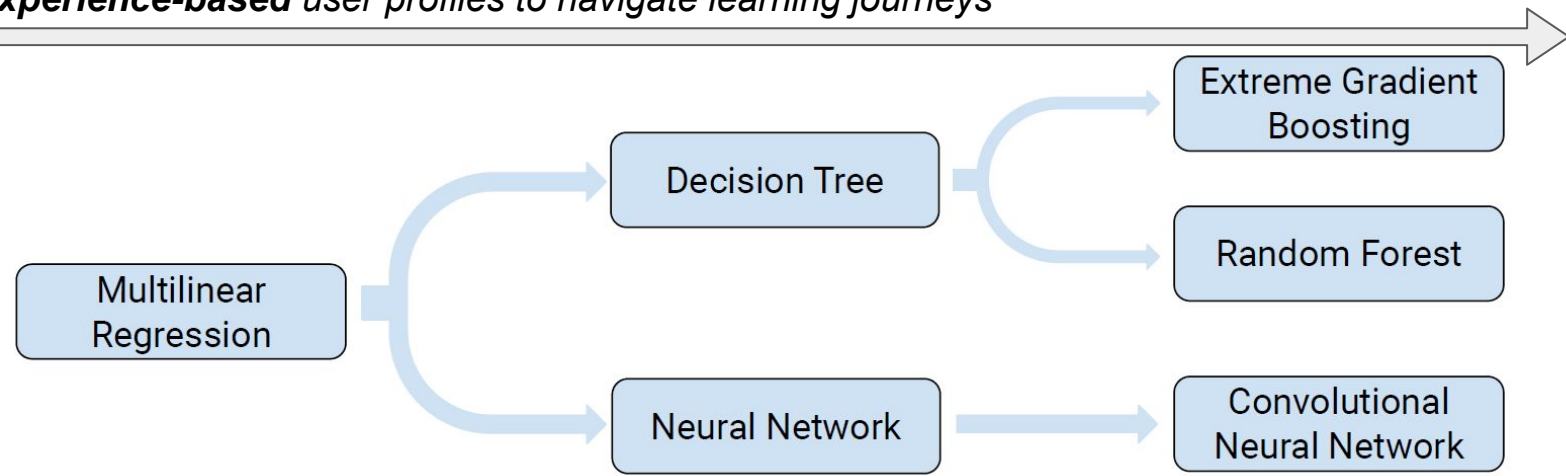 xperience-based user profiles to navigate learning journeys
Extreme Gradient
Boosting
Decision Tree
Random Forest
Multilinear
Regression
Neural Network
Convolutional
Neural Network